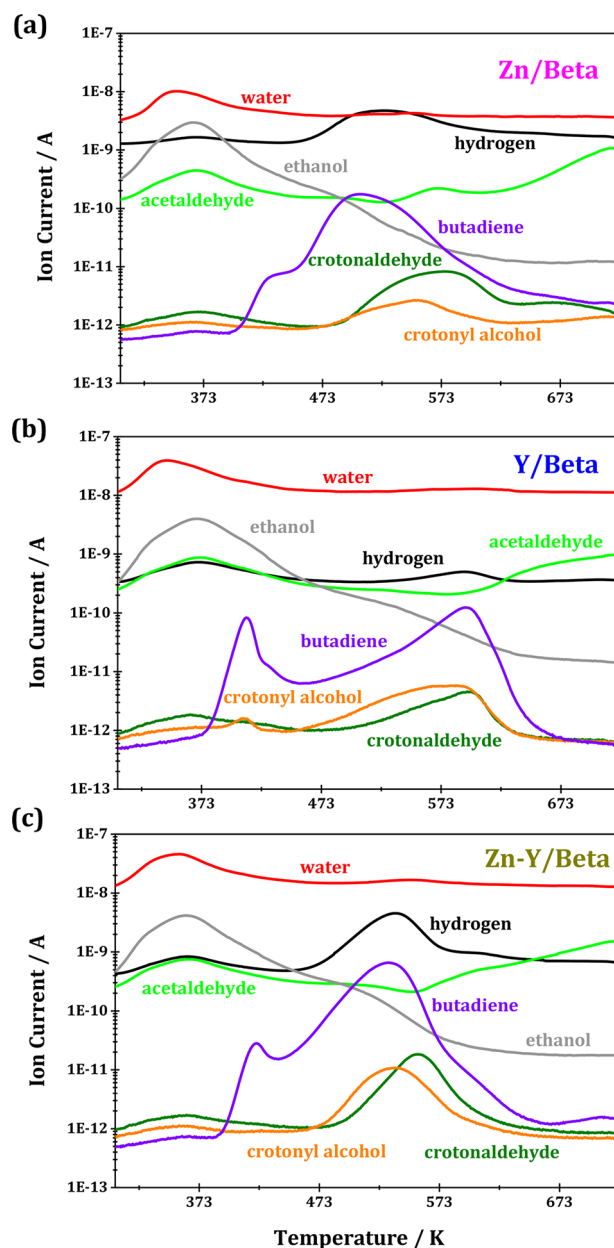 (a)
1E-7
1E-8
1E-9
1E-10
1E-11
1E-12
1E-13
Ion Current / A
Zn/Beta
water
hydrogen
ethanol
acetaldehyde
butadiene
crotonaldehyde
crotonyl alcohol
373 473 573 673
(b)
1E-7
1E-8
1E-9
1E-10
1E-11
1E-12
1E-13
Ion Current / A
Y/Beta
water
ethanol
acetaldehyde
hydrogen
butadiene
crotonyl alcohol
crotonaldehyde
373 473 573 673
(c)
1E-7
1E-8
1E-9
1E-10
1E-11
1E-12
1E-13
Ion Current / A
Zn-Y/Beta
water
hydrogen
acetaldehyde
butadiene
ethanol
crotonyl alcohol
crotonaldehyde
373 473 573 673
Temperature / K